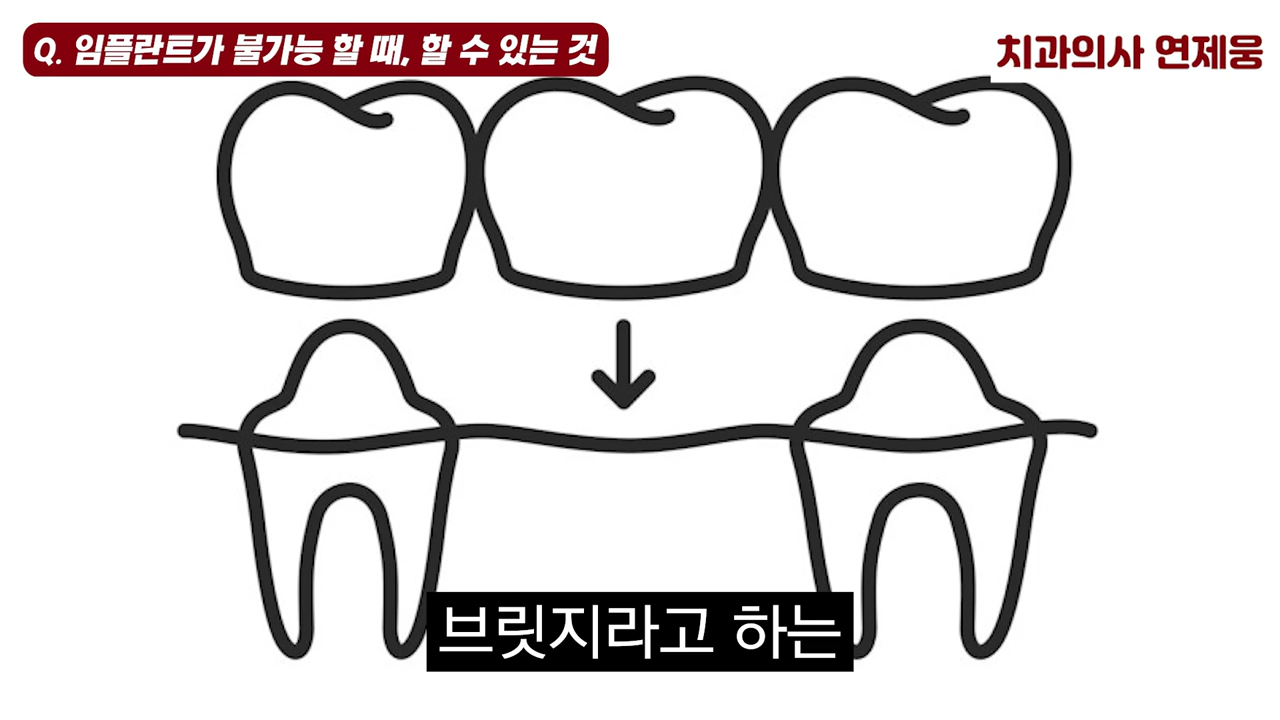 Q. 임플란트가 불가능 할 때, 할 수 있는 것
치과의사 연제웅
브릿지라고 하는